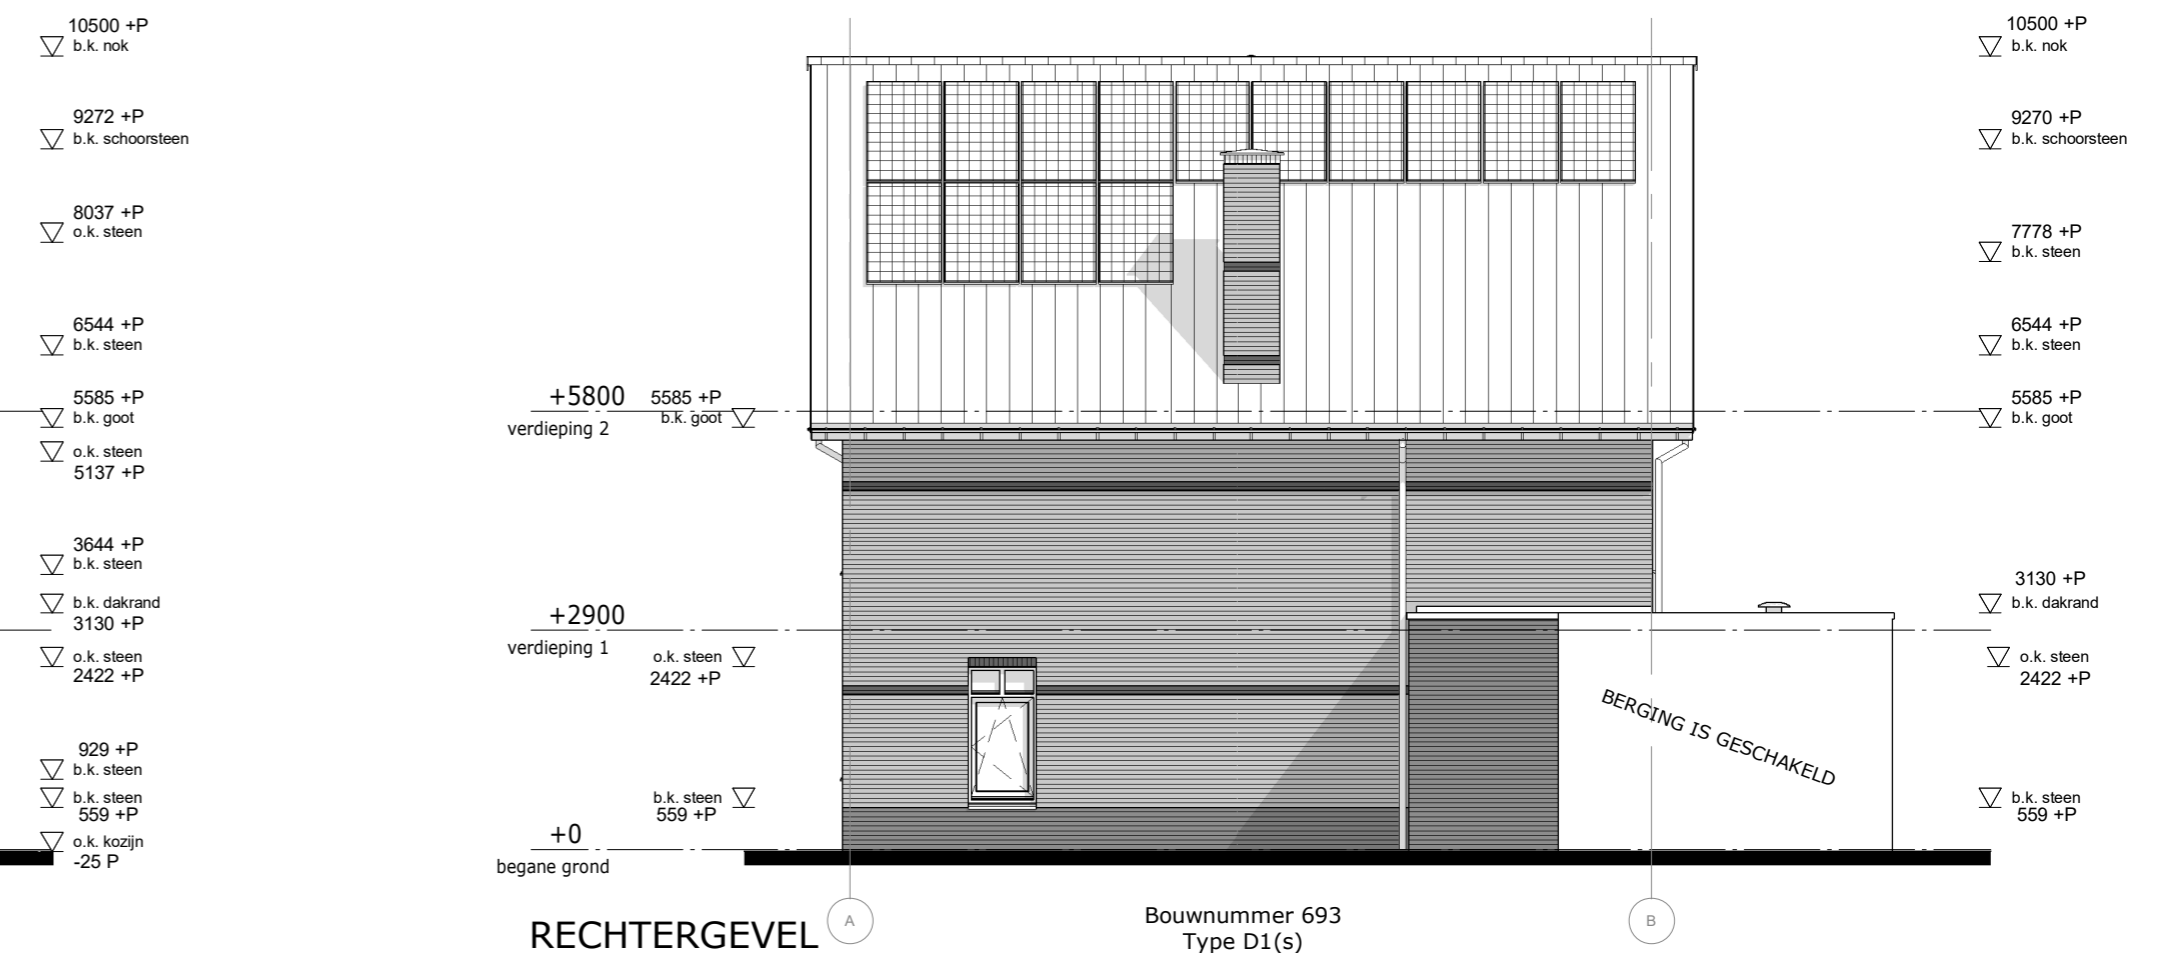 10500 +P
b.k. nok
9272 +P
b.k. schoorsteen
8037 +P
o.k. steen
6544 +P
b.k. steen
5585 +P
b.k. goot
o.k. steen
5137 +P
3644 +P
b.k. steen
b.k. dakrand
3130 +P
o.k. steen
2422 +P
929 +P
b.k. steen
b.k. steen
559 +P
o.k. kozijn
-25 P
+5800
verdieping 2
5585 +P
b.k. goot
+2900
verdieping 1
o.k. steen
2422 +P
b.k. steen
559 +P
+0
begane grond
BERGING IS GESCHAKELD
10500 +P
b.k. nok
9270 +P
b.k. schoorsteen
7778 +P
b.k. steen
6544 +P
b.k. steen
5585 +P
b.k. goot
3130 +P
b.k. dakrand
o.k. steen
2422 +P
b.k. steen
559 +P
RECHTERGEVEL
A
Bouwnummer 693
Type D1(s)
B